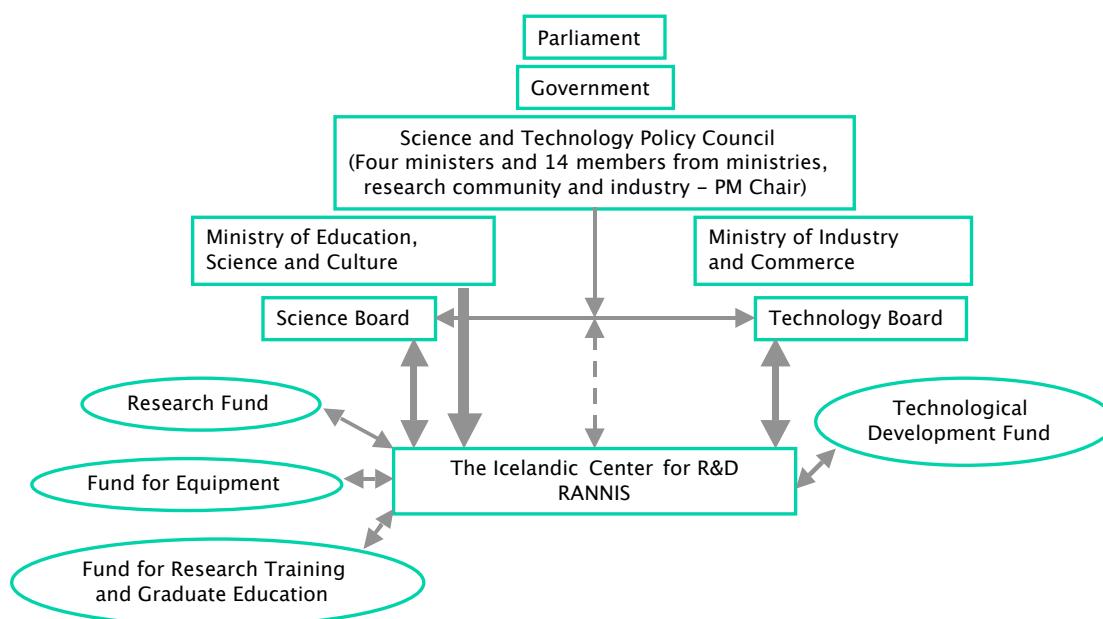 Parliament
Government
Science and Technology Policy Council
(Four ministers and 14 members from ministries,
research community and industry – PM Chair)
Ministry of Education,
Science and Culture
Ministry of Industry
and Commerce
Science Board
Technology Board
Research Fund
Technological
Development Fund
The Icelandic Center for R&D
RANNIS
Fund for Equipment
Fund for Research Training
and Graduate Education